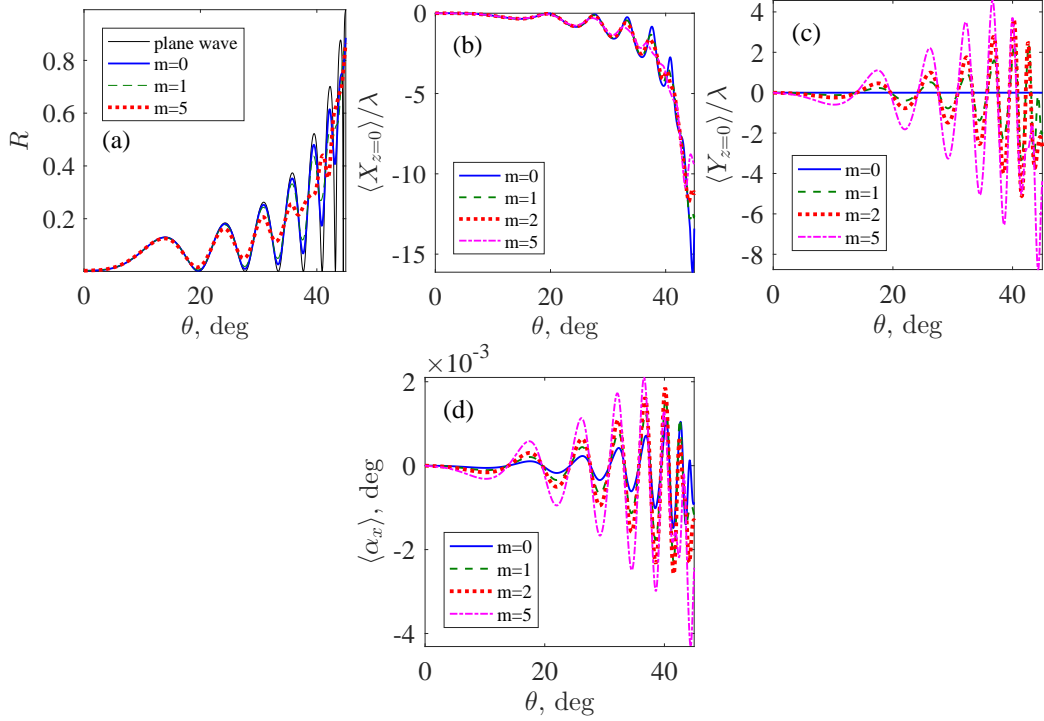 0.8
0.6
0.4
0.2
R
plane wave
m=0
m=1
m=5
(a)
0 20 40
θ, deg
0
-5
-10
-15
⟨X_{z=0}⟩/λ
(b)
m=0
m=1
m=2
m=5
0 20 40
θ, deg
4
2
0
-2
-4
-6
-8
⟨Y_{z=0}⟩/λ
(c)
m=0
m=1
m=2
m=5
0 20 40
θ, deg
×10⁻³
2
0
-2
-4
⟨α_x⟩, deg
(d)
m=0
m=1
m=2
m=5
0 20 40
θ, deg